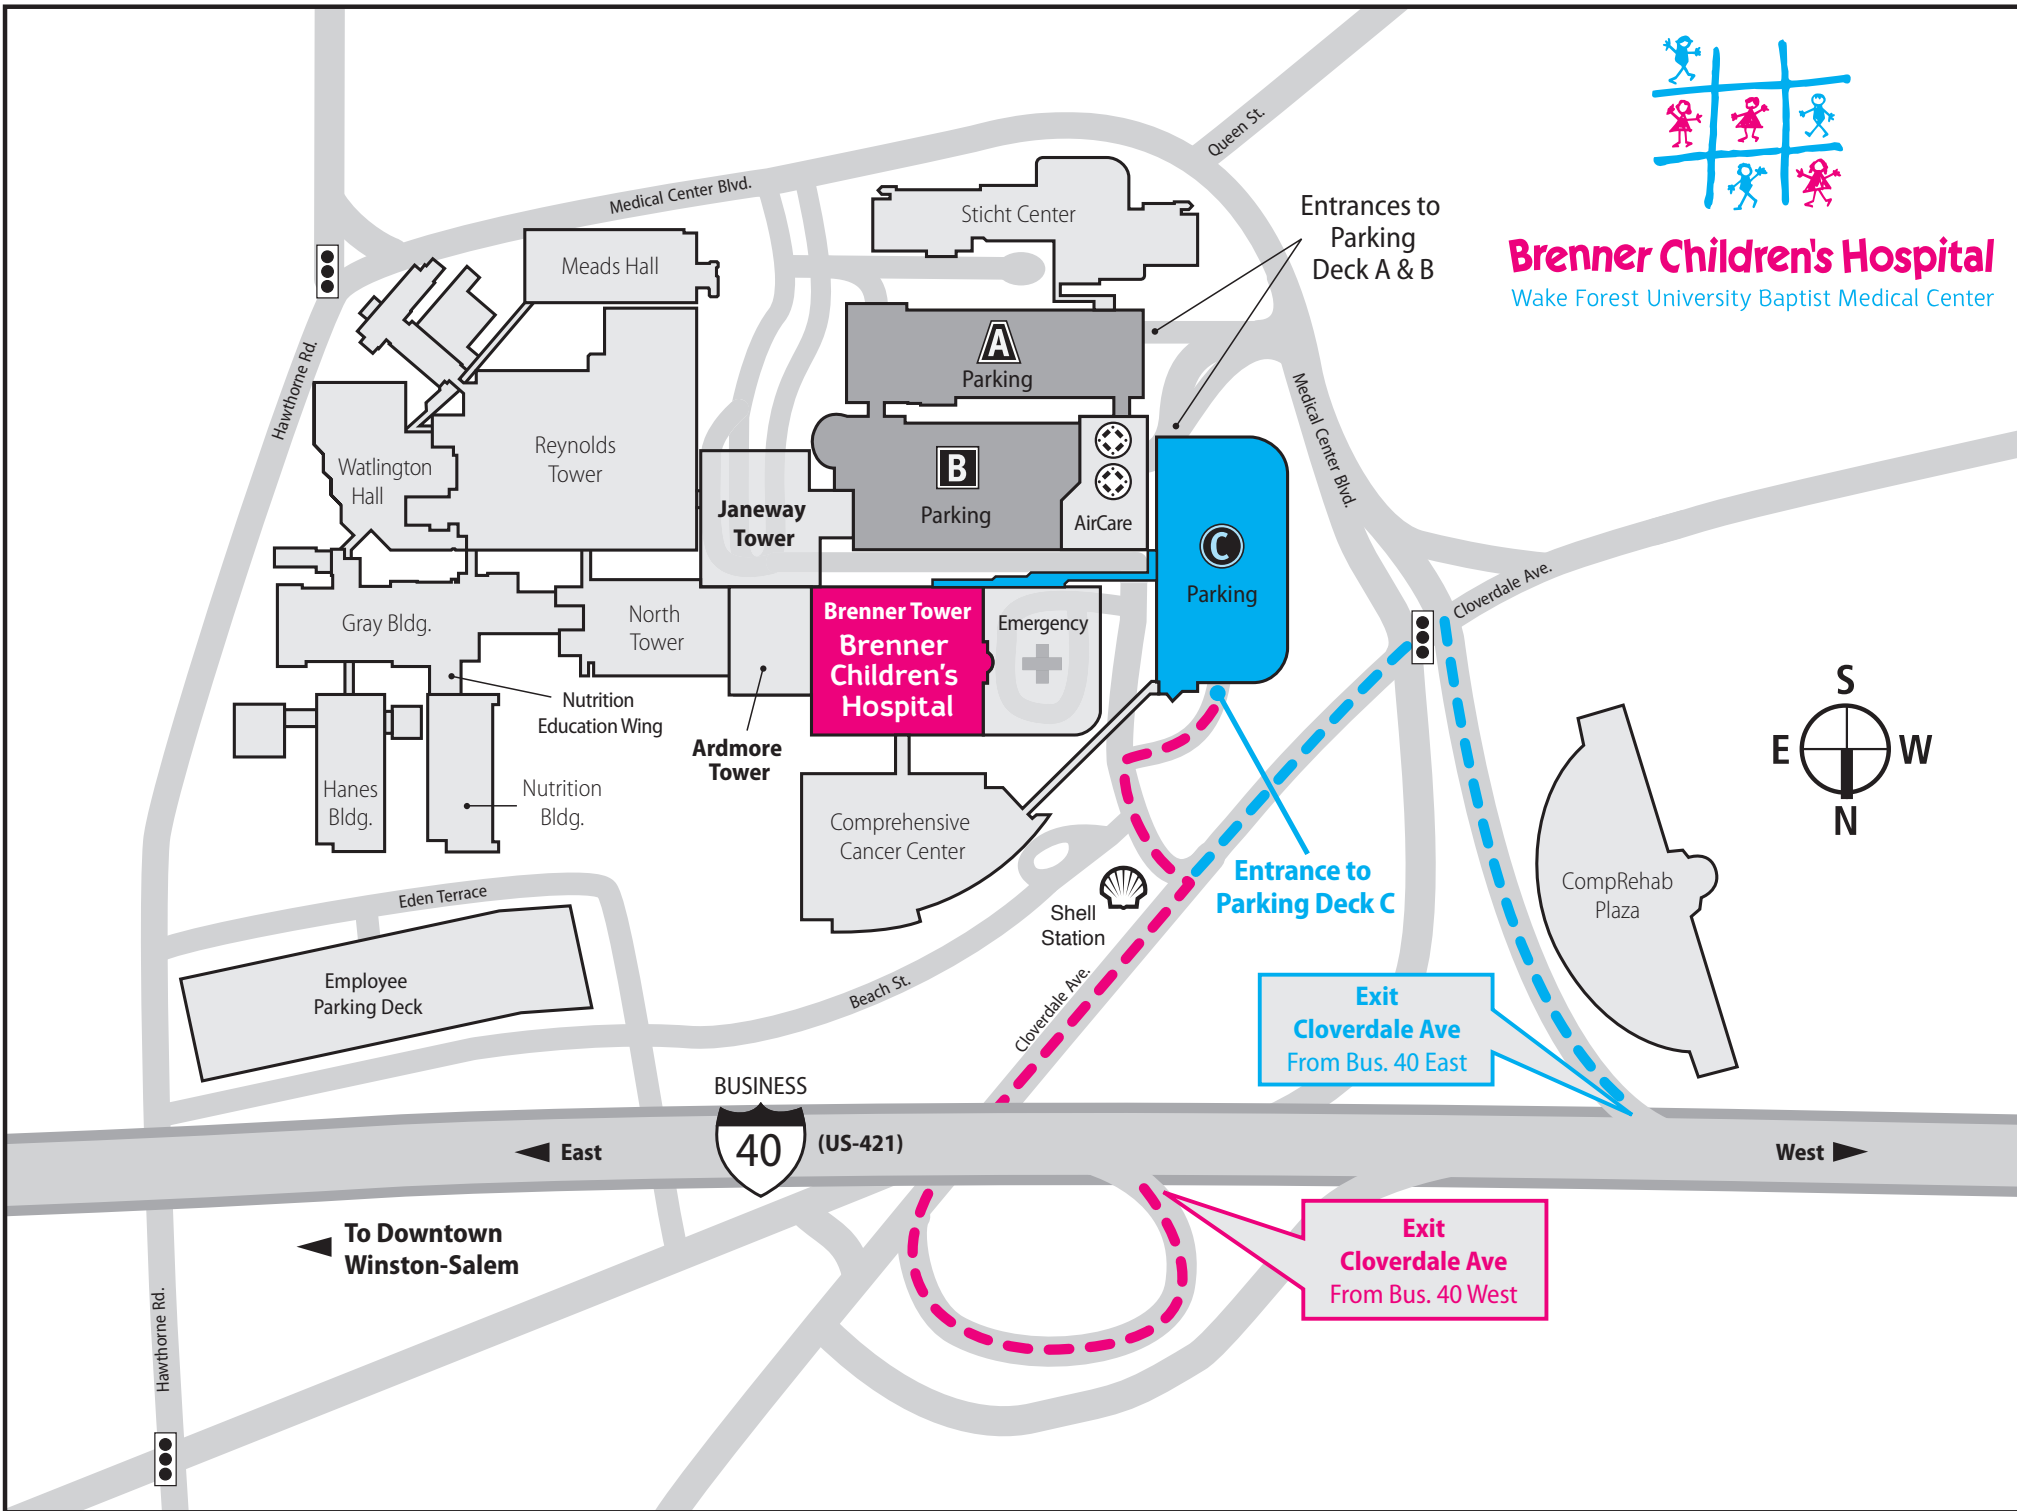 Queen St.
Medical Center Blvd.
Sticht Center
Entrances to
Parking
Deck A & B
Brenner Children's Hospital
Wake Forest University Baptist Medical Center
Meads Hall
Hawthorne Rd.
A
Parking
Medical Center Blvd.
Reynolds
Tower
Watlington
Hall
B
Parking
Janeway
Tower
AirCare
C
Parking
Cloverdale Ave.
Gray Bldg.
North
Tower
Brenner Tower
Brenner
Children's
Hospital
Emergency
Nutrition
Education Wing
Ardmore
Tower
S
E
W
N
Hanes
Bldg.
Nutrition
Bldg.
Comprehensive
Cancer Center
Entrance to
Parking Deck C
CompRehab
Plaza
Shell
Station
Eden Terrace
Employee
Parking Deck
Beach St.
Cloverdale Ave.
Exit
Cloverdale Ave
From Bus. 40 East
BUSINESS
40
(US-421)
East
West
To Downtown
Winston-Salem
Exit
Cloverdale Ave
From Bus. 40 West
Hawthorne Rd.